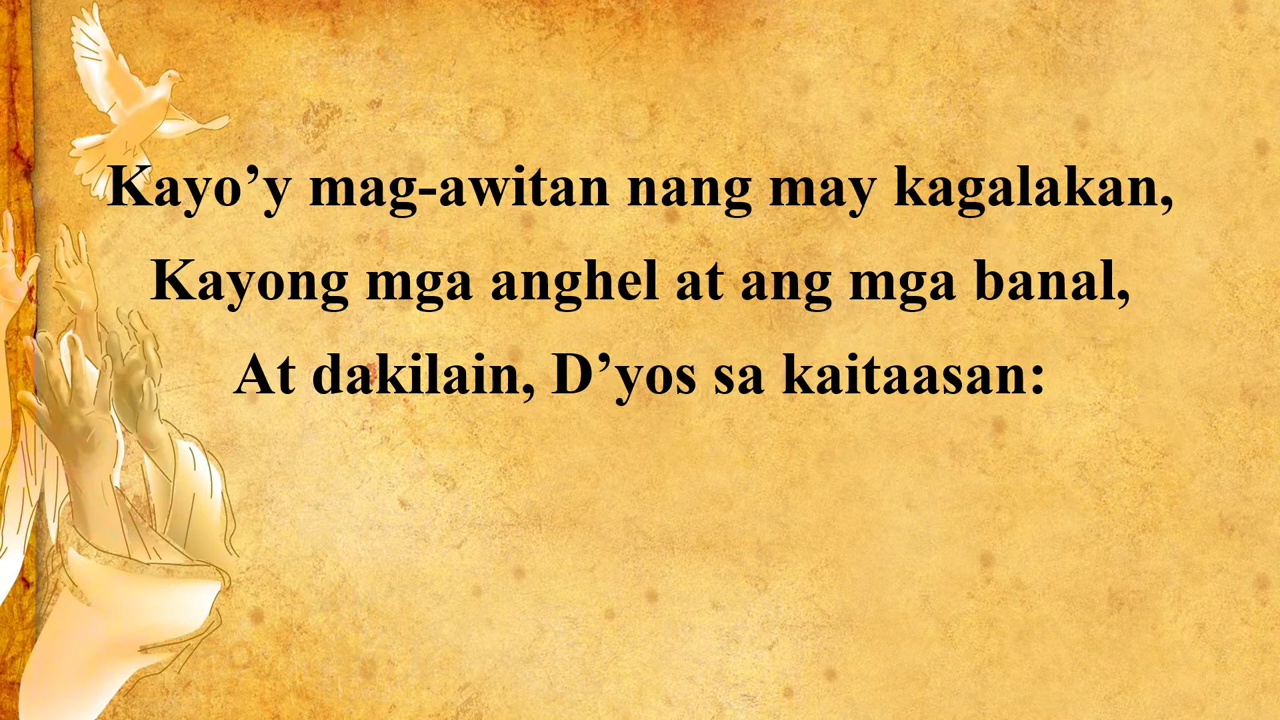 Kayo’y mag-awitan nang may kagalakan,
Kayong mga anghel at ang mga banal,
At dakilain, D’yos sa kaitaasan: